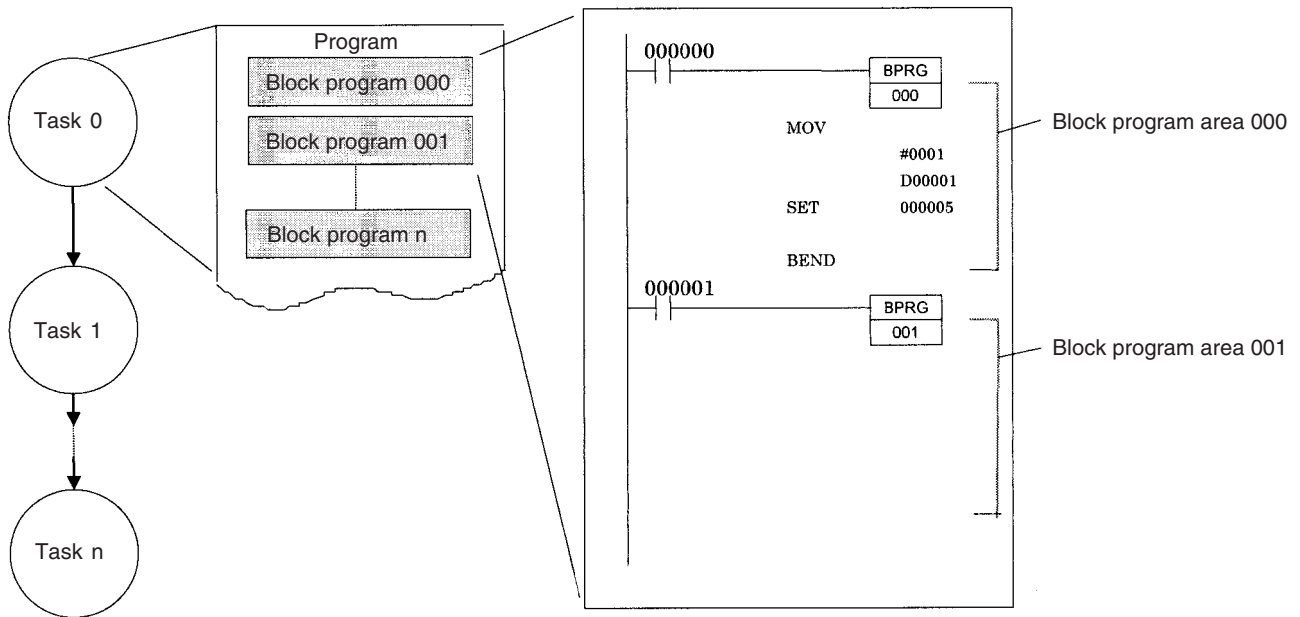 Task 0
Task 1
Task n
Program
Block program 000
Block program 001
Block program n
000000
BPRG
000
MOV
#0001
D00001
SET 000005
BEND
000001
BPRG
001
Block program area 000
Block program area 001